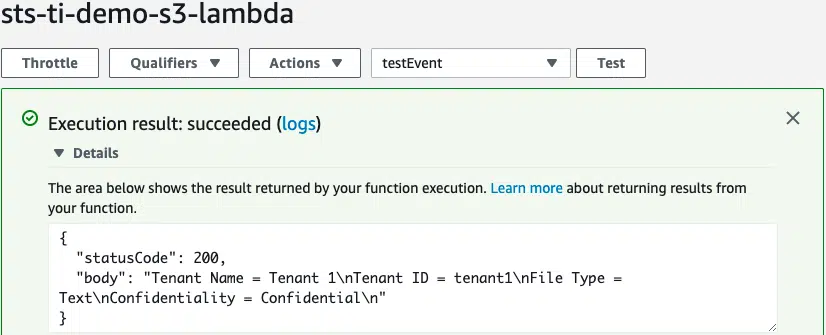 sts-ti-demo-s3-lambda
Throttle Qualifiers ▼ Actions ▼ testEvent ▼ Test
Execution result: succeeded (logs)
▼ Details
The area below shows the result returned by your function execution. Learn more about returning results from
your function.
{
  "statusCode": 200,
  "body": "Tenant Name = Tenant 1\nTenant ID = tenant1\nFile Type =
Text\nConfidentiality = Confidential\n"
}